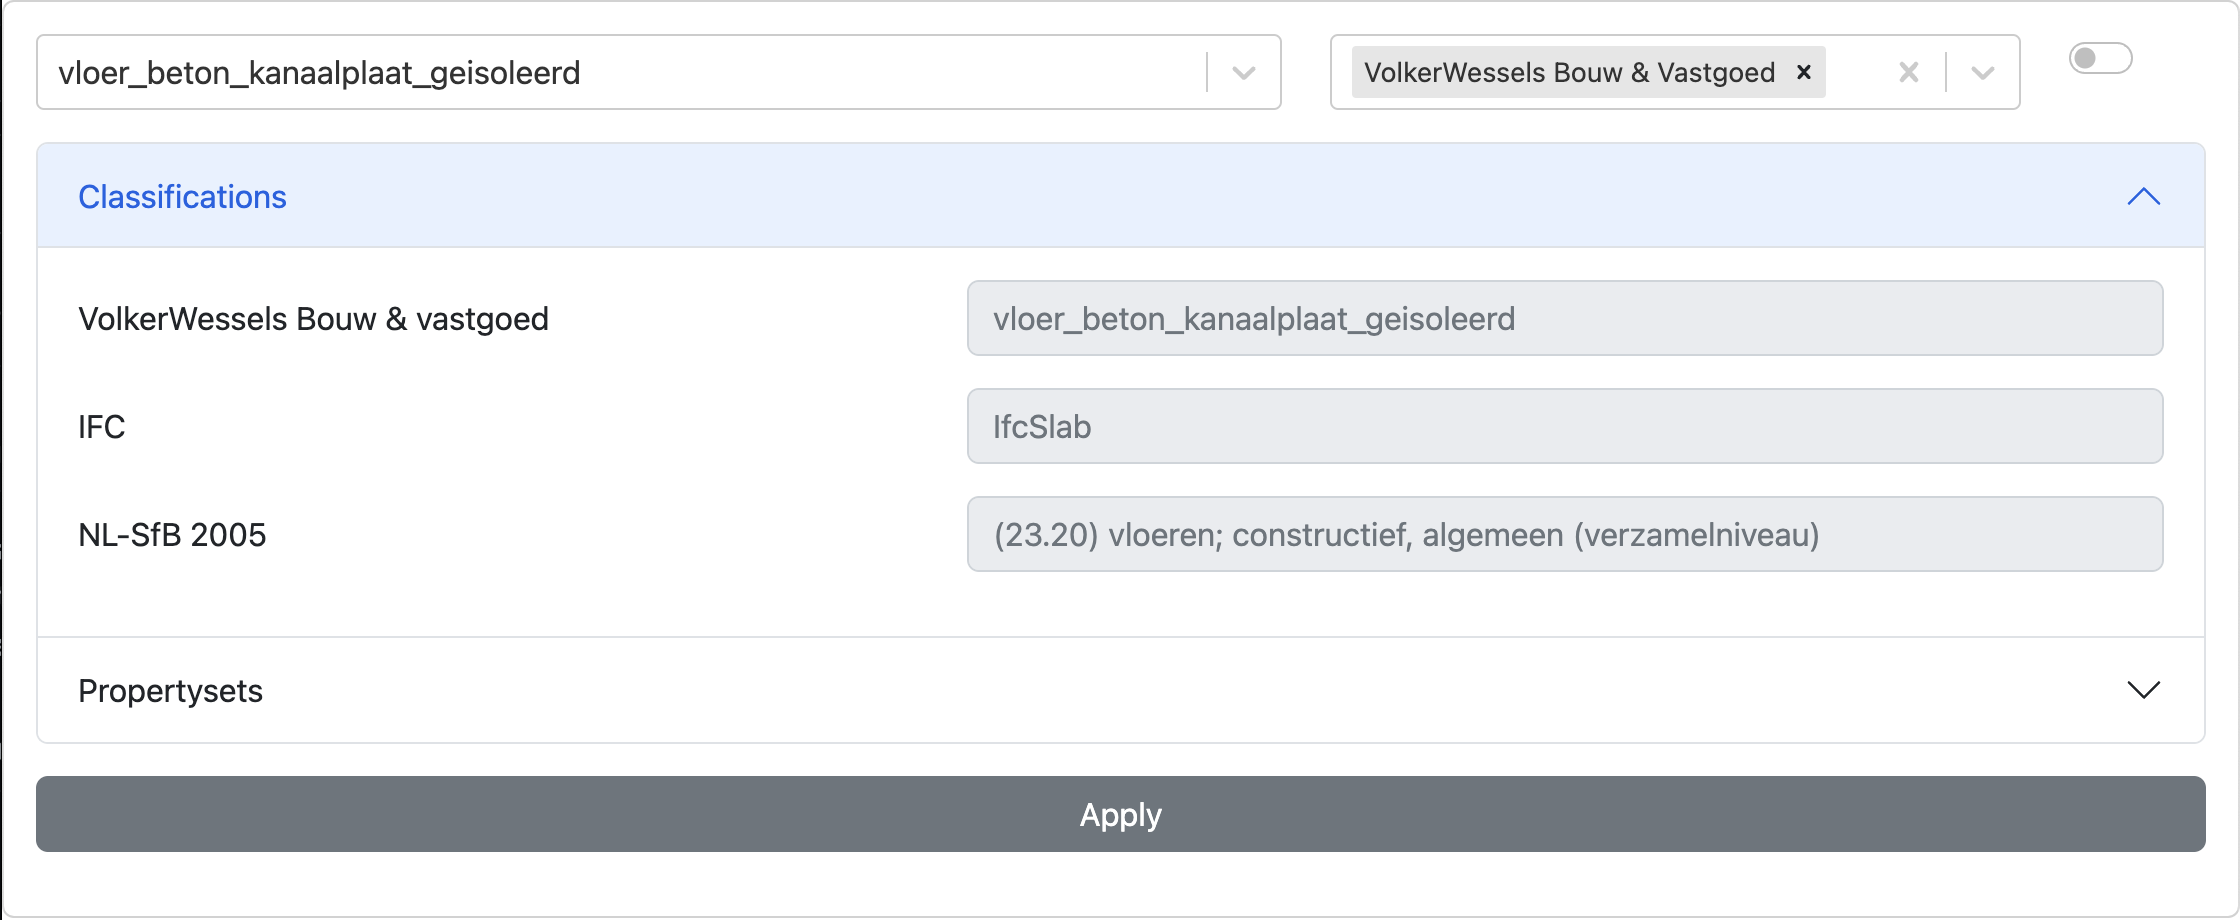 vloer_beton_kanaalplaat_geisoleerd
VolkerWessels Bouw & Vastgoed
Classifications
VolkerWessels Bouw & vastgoed
vloer_beton_kanaalplaat_geisoleerd
IFC
IfcSlab
NL-SfB 2005
(23.20) vloeren; constructief, algemeen (verzamelniveau)
Propertysets
Apply